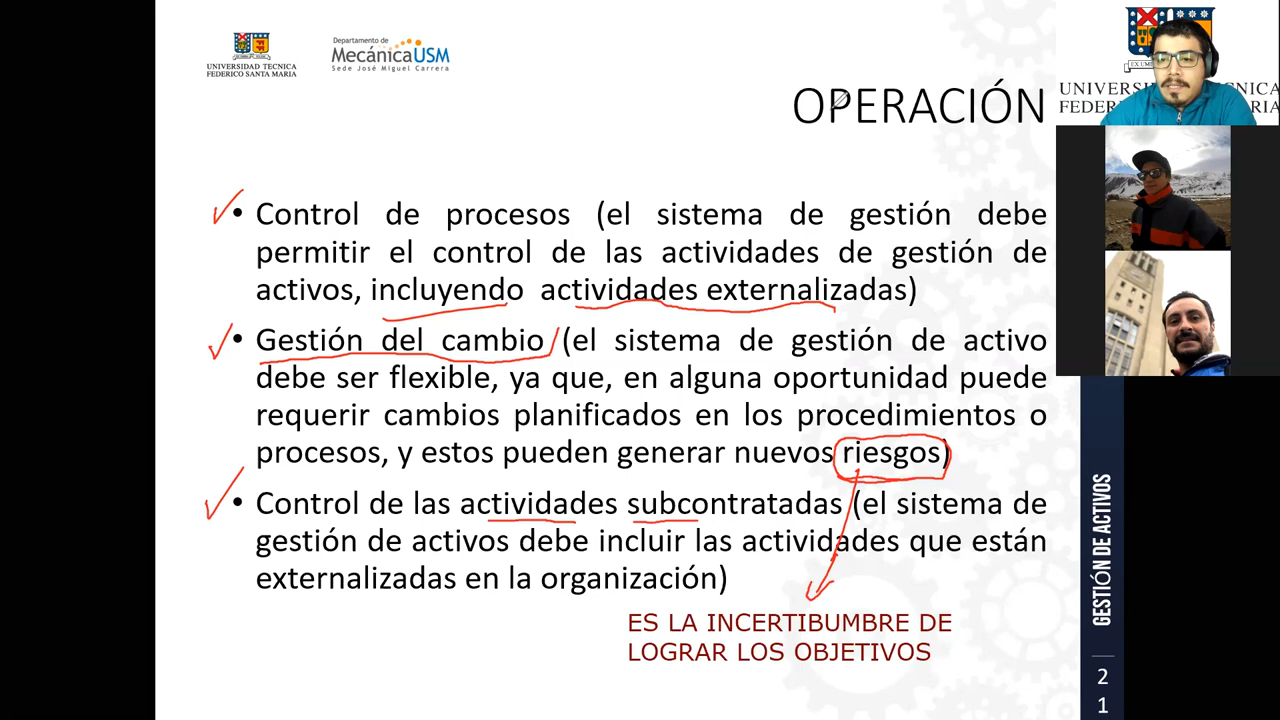 UNIVERSIDAD TECNICA
FEDERICO SANTA MARIA
Departamento de
MecánicaUSM
Sede José Miguel Carrera
OPERACIÓN
• Control de procesos (el sistema de gestión debe
permitir el control de las actividades de gestión de
activos, incluyendo actividades externalizadas)
• Gestión del cambio (el sistema de gestión de activo
debe ser flexible, ya que, en alguna oportunidad puede
requerir cambios planificados en los procedimientos o
procesos, y estos pueden generar nuevos riesgos)
• Control de las actividades subcontratadas (el sistema de
gestión de activos debe incluir las actividades que están
externalizadas en la organización)
ES LA INCERTIBUMBRE DE
LOGRAR LOS OBJETIVOS
GESTIÓN DE ACTIVOS
2
1